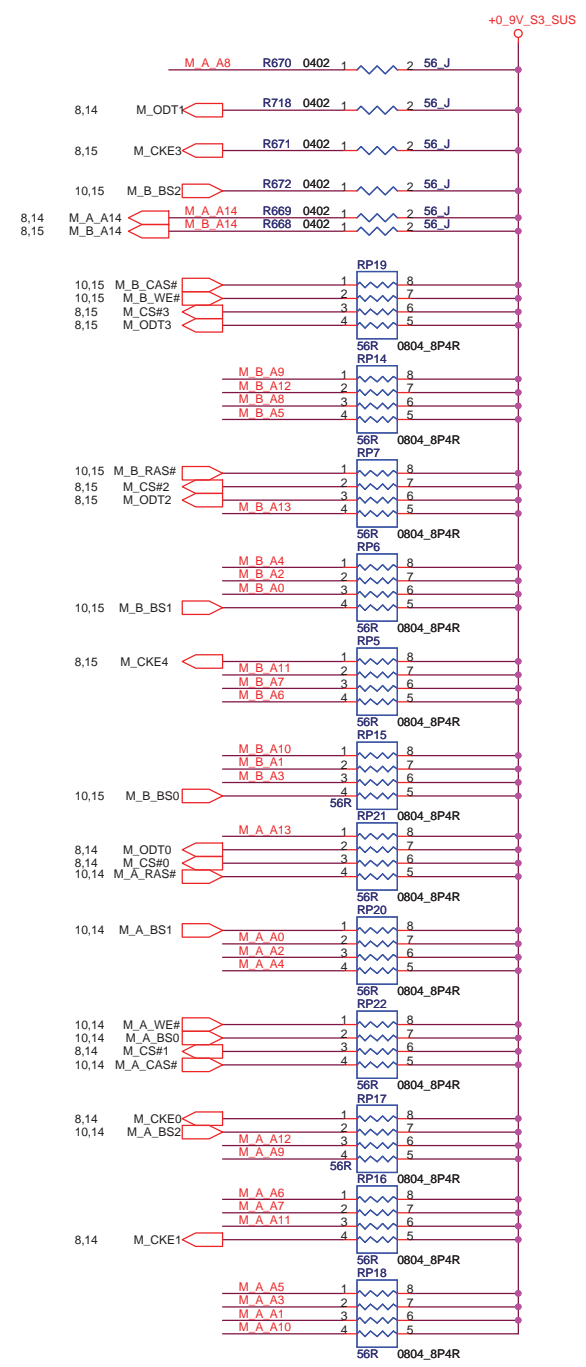 +0_9V_S3_SUS
M_A_A8 R670 0402 1 2 56_J
8,14 M_ODT1 R718 0402 1 2 56_J
8,15 M_CKE3 R671 0402 1 2 56_J
10,15 M_B_BS2 R672 0402 1 2 56_J
8,14 M_A_A14 M_A_A14 R669 0402 1 2 56_J
8,15 M_B_A14 M_B_A14 R668 0402 1 2 56_J
RP19
10,15 M_B_CAS# 1 8
10,15 M_B_WE# 2 7
8,15 M_CS#3 3 6
8,15 M_ODT3 4 5
56R 0804_8P4R
RP14
M_B_A9 1 8
M_B_A12 2 7
M_B_A8 3 6
M_B_A5 4 5
56R 0804_8P4R
RP7
10,15 M_B_RAS# 1 8
8,15 M_CS#2 2 7
8,15 M_ODT2 3 6
M_B_A13 4 5
56R 0804_8P4R
RP6
M_B_A4 1 8
M_B_A2 2 7
M_B_A0 3 6
10,15 M_B_BS1 4 5
56R 0804_8P4R
RP5
8,15 M_CKE4 1 8
M_B_A11 2 7
M_B_A7 3 6
M_B_A6 4 5
56R 0804_8P4R
RP15
M_B_A10 1 8
M_B_A1 2 7
M_B_A3 3 6
10,15 M_B_BS0 4 5
56R 0804_8P4R
RP21
M_A_A13 1 8
8,14 M_ODT0 2 7
8,14 M_CS#0 3 6
10,14 M_A_RAS# 4 5
56R 0804_8P4R
RP20
10,14 M_A_BS1 1 8
M_A_A0 2 7
M_A_A2 3 6
M_A_A4 4 5
56R 0804_8P4R
RP22
10,14 M_A_WE# 1 8
10,14 M_A_BS0 2 7
8,14 M_CS#1 3 6
10,14 M_A_CAS# 4 5
56R 0804_8P4R
RP17
8,14 M_CKE0 1 8
10,14 M_A_BS2 2 7
M_A_A12 3 6
M_A_A9 4 5
56R 0804_8P4R
RP16
M_A_A6 1 8
M_A_A7 2 7
M_A_A11 3 6
8,14 M_CKE1 4 5
56R 0804_8P4R
RP18
M_A_A5 1 8
M_A_A3 2 7
M_A_A1 3 6
M_A_A10 4 5
56R 0804_8P4R